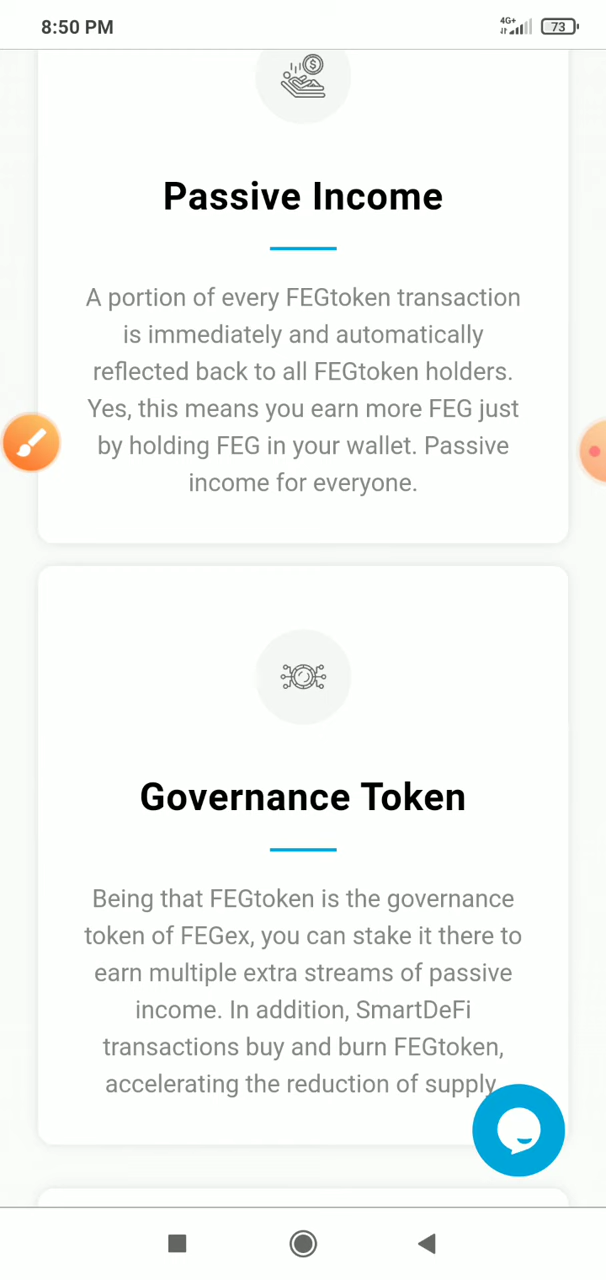 8:50 PM
4G+
73
$
Passive Income
A portion of every FEGtoken transaction
is immediately and automatically
reflected back to all FEGtoken holders.
Yes, this means you earn more FEG just
by holding FEG in your wallet. Passive
income for everyone.
Governance Token
Being that FEGtoken is the governance
token of FEGex, you can stake it there to
earn multiple extra streams of passive
income. In addition, SmartDeFi
transactions buy and burn FEGtoken,
accelerating the reduction of supply.